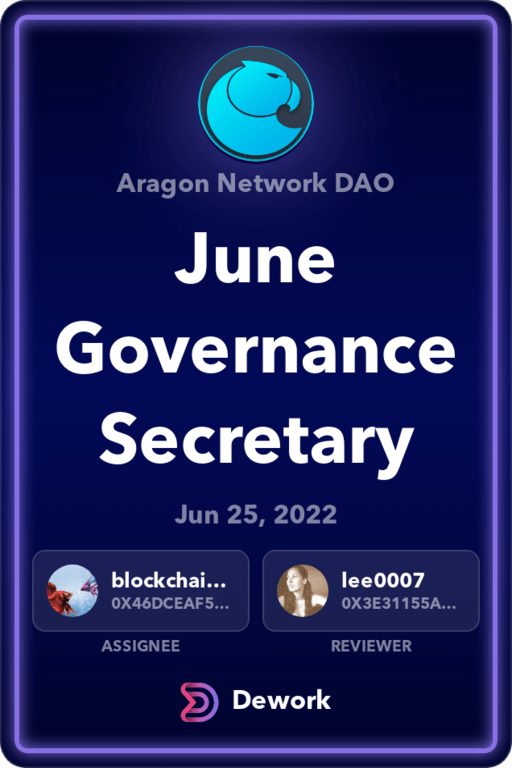 Aragon Network DAO
June
Governance
Secretary
Jun 25, 2022
blockchai...
0X46DCEAF5...
ASSIGNEE
lee0007
0X3E31155A...
REVIEWER
Dework